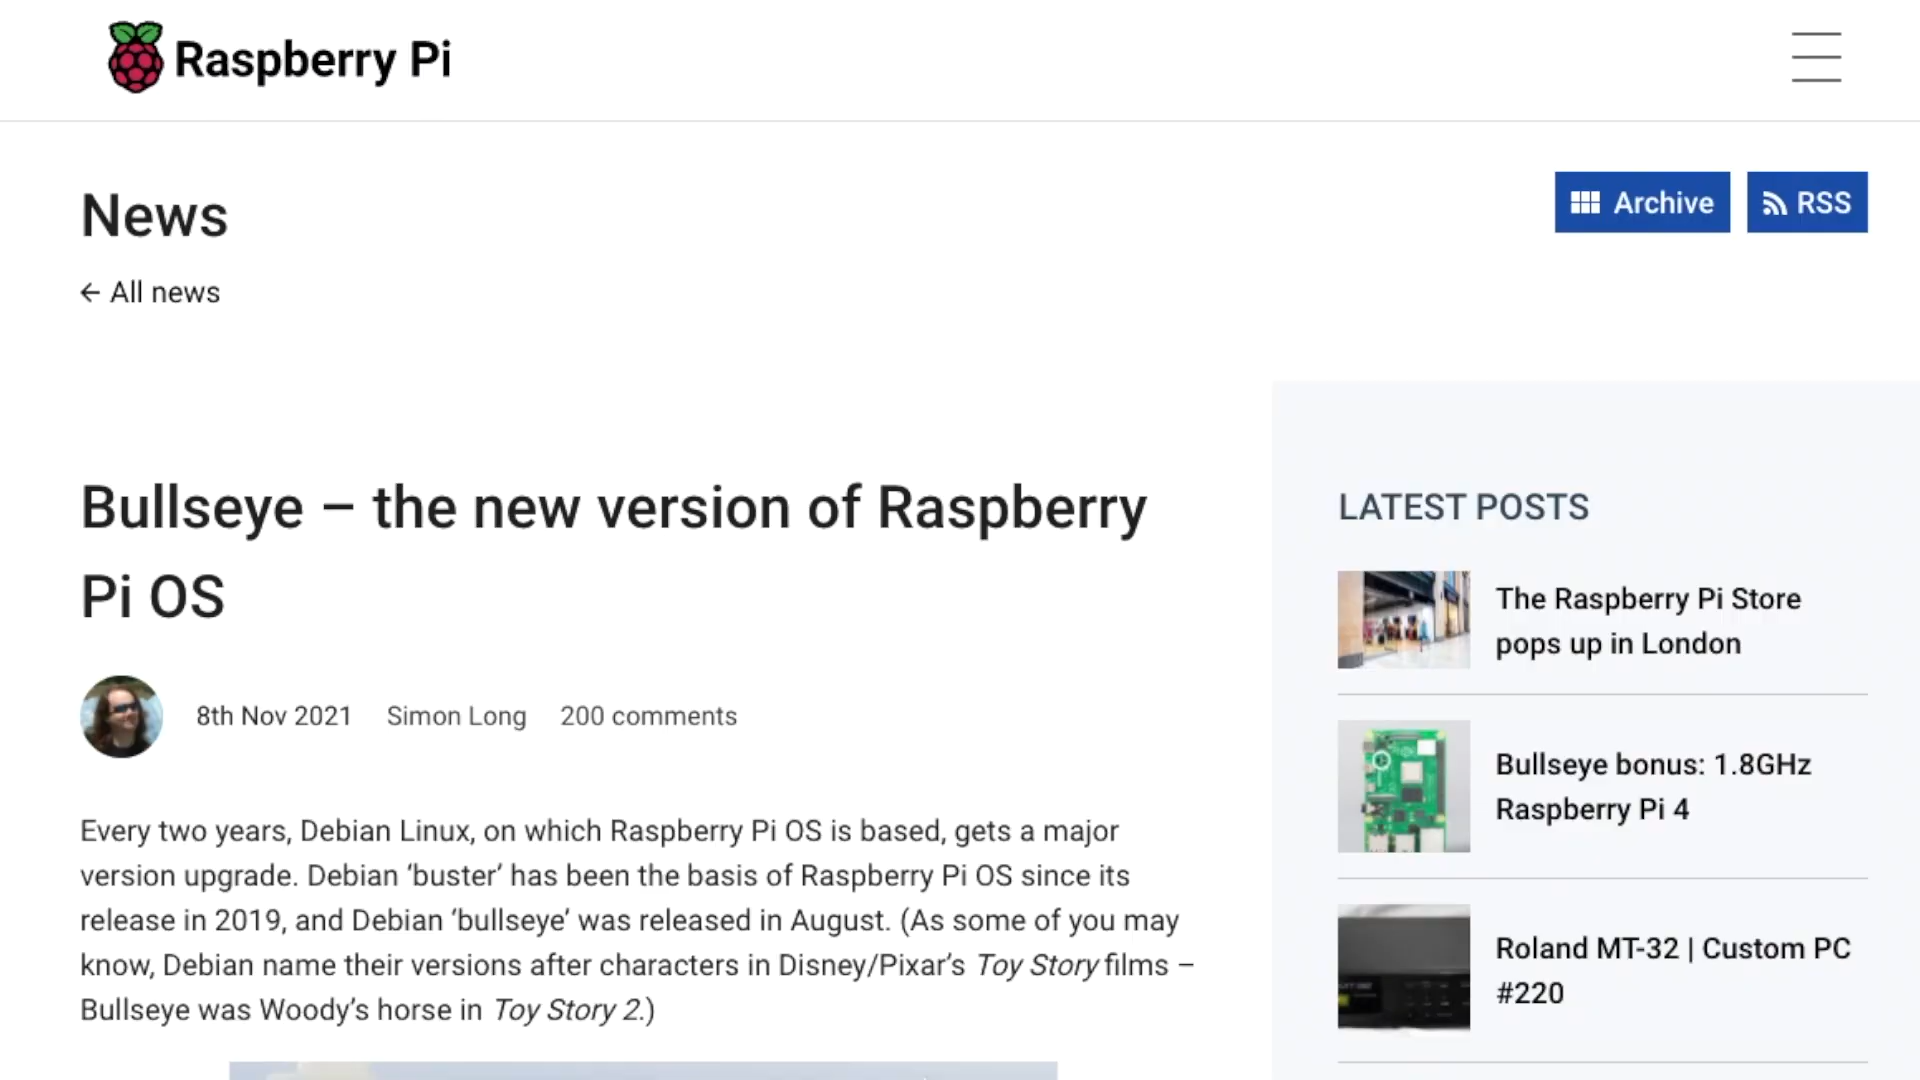 Raspberry Pi
News
Archive
RSS
← All news
Bullseye – the new version of Raspberry
Pi OS
8th Nov 2021 Simon Long 200 comments
Every two years, Debian Linux, on which Raspberry Pi OS is based, gets a major
version upgrade. Debian ‘buster’ has been the basis of Raspberry Pi OS since its
release in 2019, and Debian ‘bullseye’ was released in August. (As some of you may
know, Debian name their versions after characters in Disney/Pixar’s Toy Story films –
Bullseye was Woody’s horse in Toy Story 2.)
LATEST POSTS
The Raspberry Pi Store
pops up in London
Bullseye bonus: 1.8GHz
Raspberry Pi 4
Roland MT-32 | Custom PC
#220